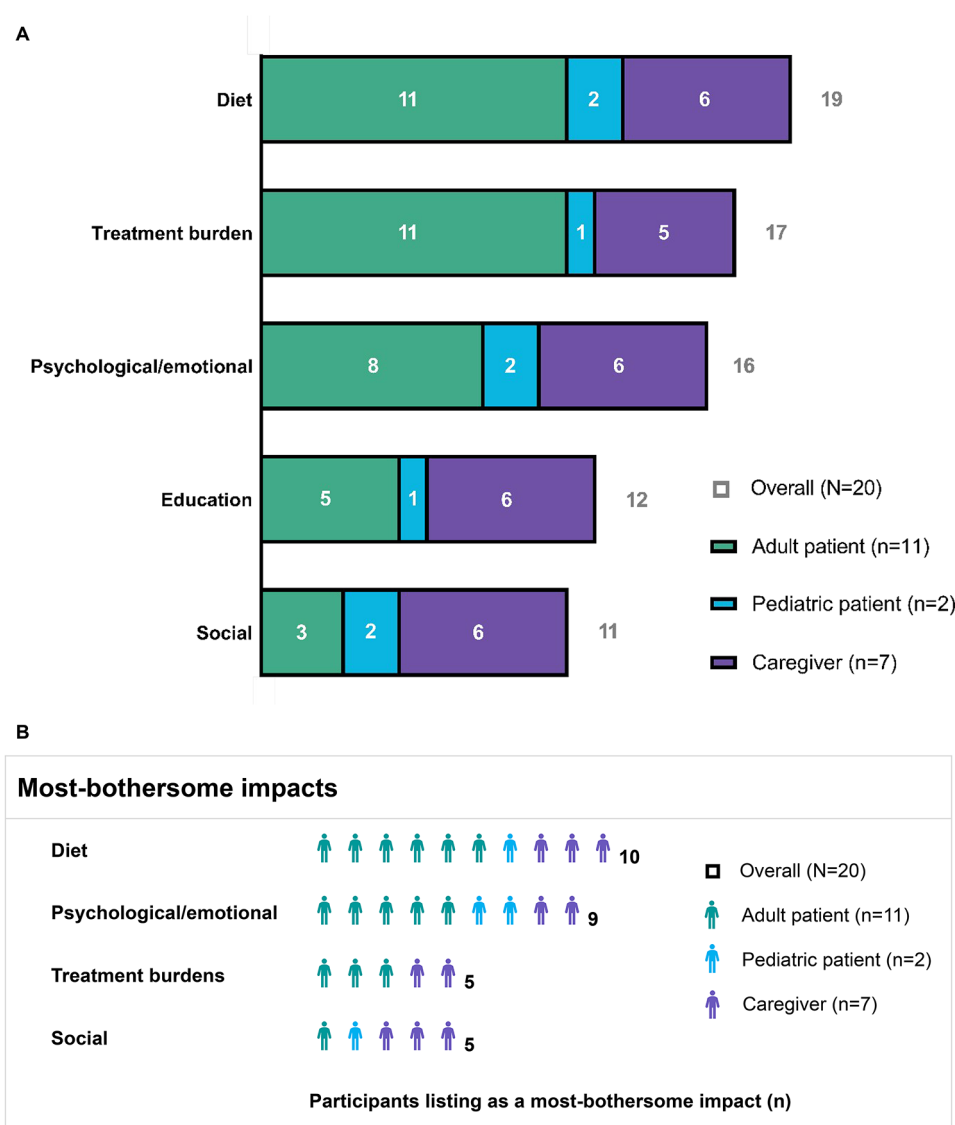 A
Diet 11 2 6 19
Treatment burden 11 1 5 17
Psychological/emotional 8 2 6 16
Education 5 1 6 12
Social 3 2 6 11
Overall (N=20)
Adult patient (n=11)
Pediatric patient (n=2)
Caregiver (n=7)
B
Most-bothersome impacts
Diet 10
Psychological/emotional 9
Treatment burdens 5
Social 5
Overall (N=20)
Adult patient (n=11)
Pediatric patient (n=2)
Caregiver (n=7)
Participants listing as a most-bothersome impact (n)